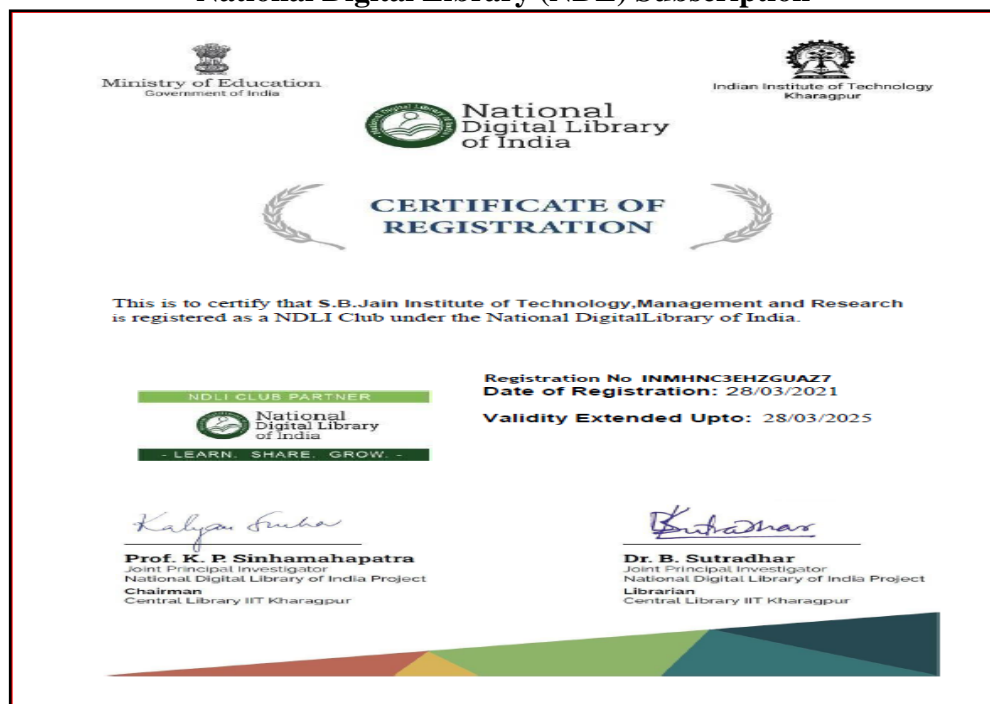 National Digital Library (NDL) Subscription
Ministry of Education
Government of India
Indian Institute of Technology
Kharagpur
National
Digital Library
of India
CERTIFICATE OF
REGISTRATION
This is to certify that S.B.Jain Institute of Technology,Management and Research
is registered as a NDLI Club under the National DigitalLibrary of India.
Registration No INMHNC3EHZGUAZ7
Date of Registration: 28/03/2021
Validity Extended Upto: 28/03/2025
NDLI CLUB PARTNER
National
Digital Library
of India
- LEARN. SHARE. GROW. -
Prof. K. P. Sinhamahapatra
Joint Principal Investigator
National Digital Library of India Project
Chairman
Central Library IIT Kharagpur
Dr. B. Sutradhar
Joint Principal Investigator
National Digital Library of India Project
Librarian
Central Library IIT Kharagpur